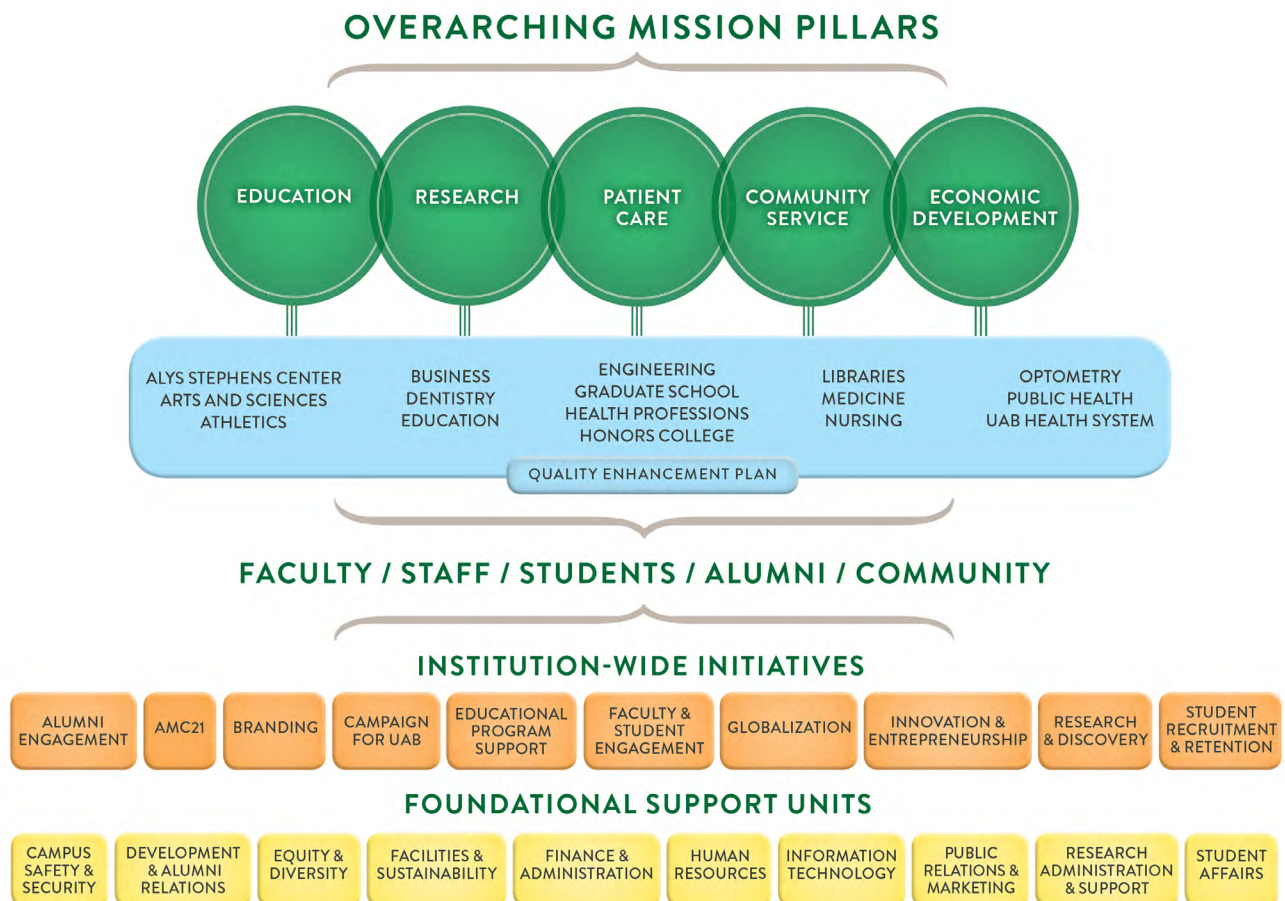 OVERARCHING MISSION PILLARS
EDUCATION
RESEARCH
PATIENT
CARE
COMMUNITY
SERVICE
ECONOMIC
DEVELOPMENT
ALYS STEPHENS CENTER
ARTS AND SCIENCES
ATHLETICS
BUSINESS
DENTISTRY
EDUCATION
ENGINEERING
GRADUATE SCHOOL
HEALTH PROFESSIONS
HONORS COLLEGE
LIBRARIES
MEDICINE
NURSING
OPTOMETRY
PUBLIC HEALTH
UAB HEALTH SYSTEM
QUALITY ENHANCEMENT PLAN
FACULTY / STAFF / STUDENTS / ALUMNI / COMMUNITY
INSTITUTION-WIDE INITIATIVES
ALUMNI
ENGAGEMENT
AMC21
BRANDING
CAMPAIGN
FOR UAB
EDUCATIONAL
PROGRAM
SUPPORT
FACULTY &
STUDENT
ENGAGEMENT
GLOBALIZATION
INNOVATION &
ENTREPRENEURSHIP
RESEARCH
& DISCOVERY
STUDENT
RECRUITMENT
& RETENTION
FOUNDATIONAL SUPPORT UNITS
CAMPUS
SAFETY &
SECURITY
DEVELOPMENT
& ALUMNI
RELATIONS
EQUITY &
DIVERSITY
FACILITIES &
SUSTAINABILITY
FINANCE &
ADMINISTRATION
HUMAN
RESOURCES
INFORMATION
TECHNOLOGY
PUBLIC
RELATIONS &
MARKETING
RESEARCH
ADMINISTRATION
& SUPPORT
STUDENT
AFFAIRS